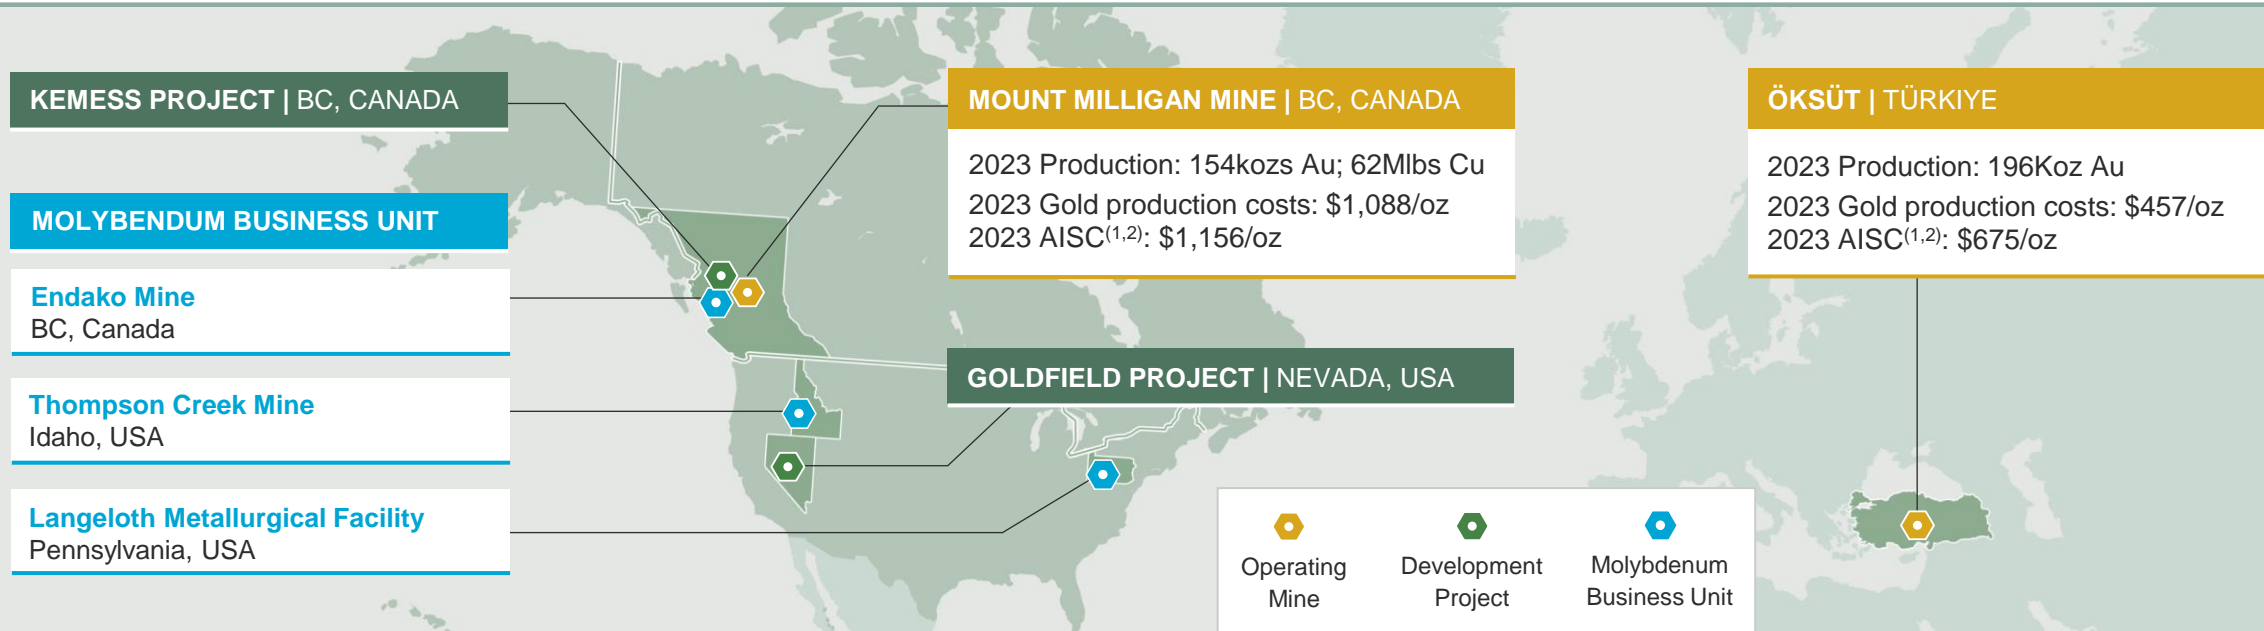 KEMESS PROJECT | BC, CANADA
MOLYBENDUM BUSINESS UNIT
Endako Mine
BC, Canada
Thompson Creek Mine
Idaho, USA
Langeloth Metallurgical Facility
Pennsylvania, USA
MOUNT MILLIGAN MINE | BC, CANADA
2023 Production: 154kozs Au; 62Mlbs Cu
2023 Gold production costs: $1,088/oz
2023 AISC(1,2): $1,156/oz
GOLDFIELD PROJECT | NEVADA, USA
ÖKSÜT | TÜRKIYE
2023 Production: 196Koz Au
2023 Gold production costs: $457/oz
2023 AISC(1,2): $675/oz
Operating
Mine
Development
Project
Molybdenum
Business Unit